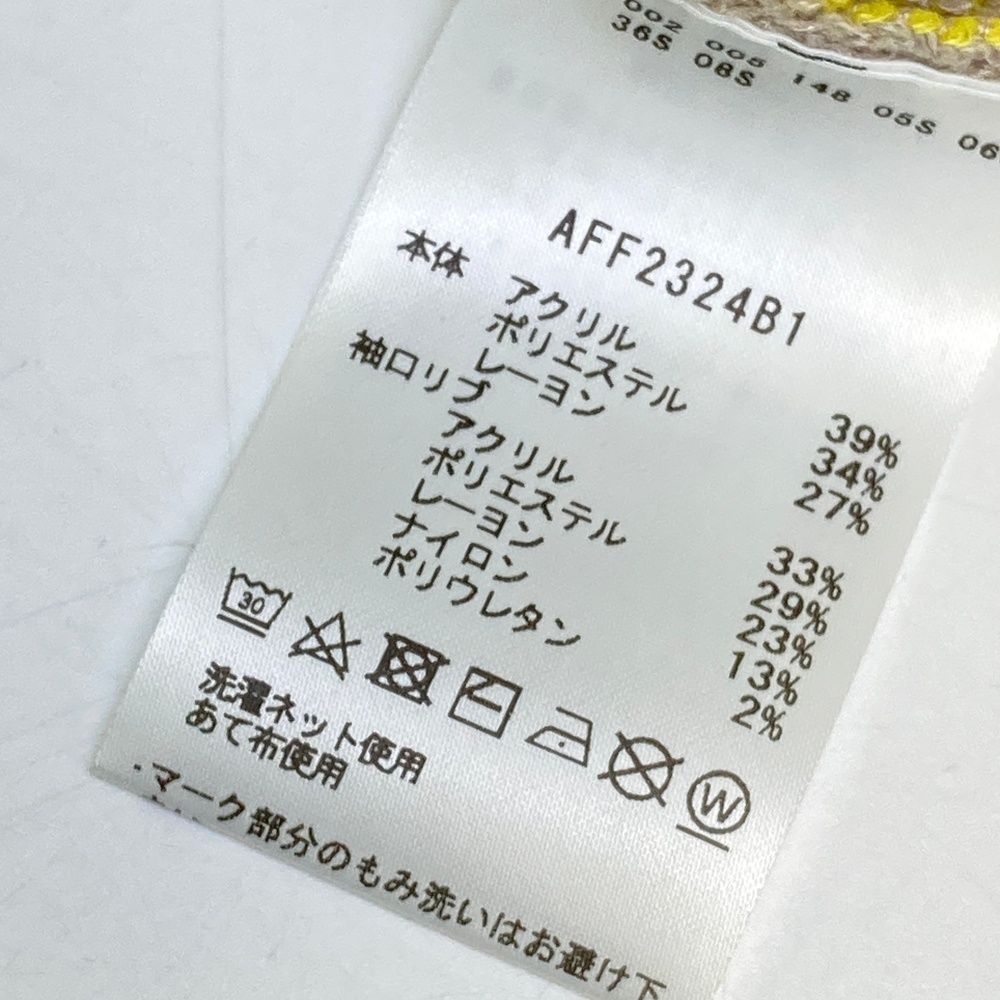 002 005 148 05S 06
36S 08S
AFF2324B1
本体
アクリル 39%
ポリエステル 34%
レーヨン 27%
袖口リブ
アクリル 33%
ポリエステル 29%
レーヨン 23%
ナイロン 13%
ポリウレタン 2%
30
W
洗濯ネット使用
あて布使用
・マーク部分のもみ洗いはお避け下